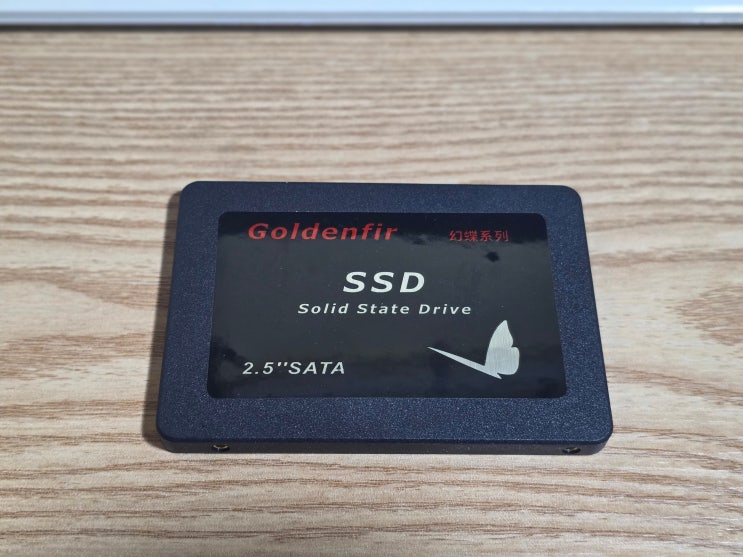 Goldenfir 幻蝶系列
SSD
Solid State Drive
2.5''SATA